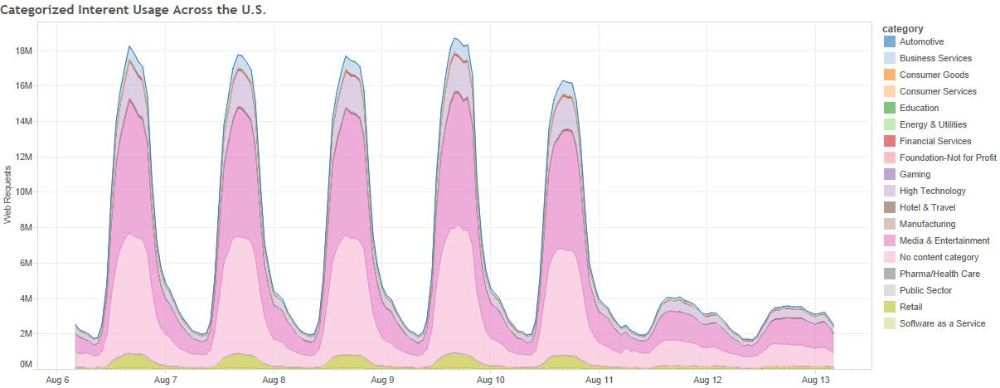 Categorized Interent Usage Across the U.S.
Web Requests
18M
16M
14M
12M
10M
8M
6M
4M
2M
0M
Aug 6
Aug 7
Aug 8
Aug 9
Aug 10
Aug 11
Aug 12
Aug 13
category
Automotive
Business Services
Consumer Goods
Consumer Services
Education
Energy & Utilities
Financial Services
Foundation-Not for Profit
Gaming
High Technology
Hotel & Travel
Manufacturing
Media & Entertainment
No content category
Pharma/Health Care
Public Sector
Retail
Software as a Service